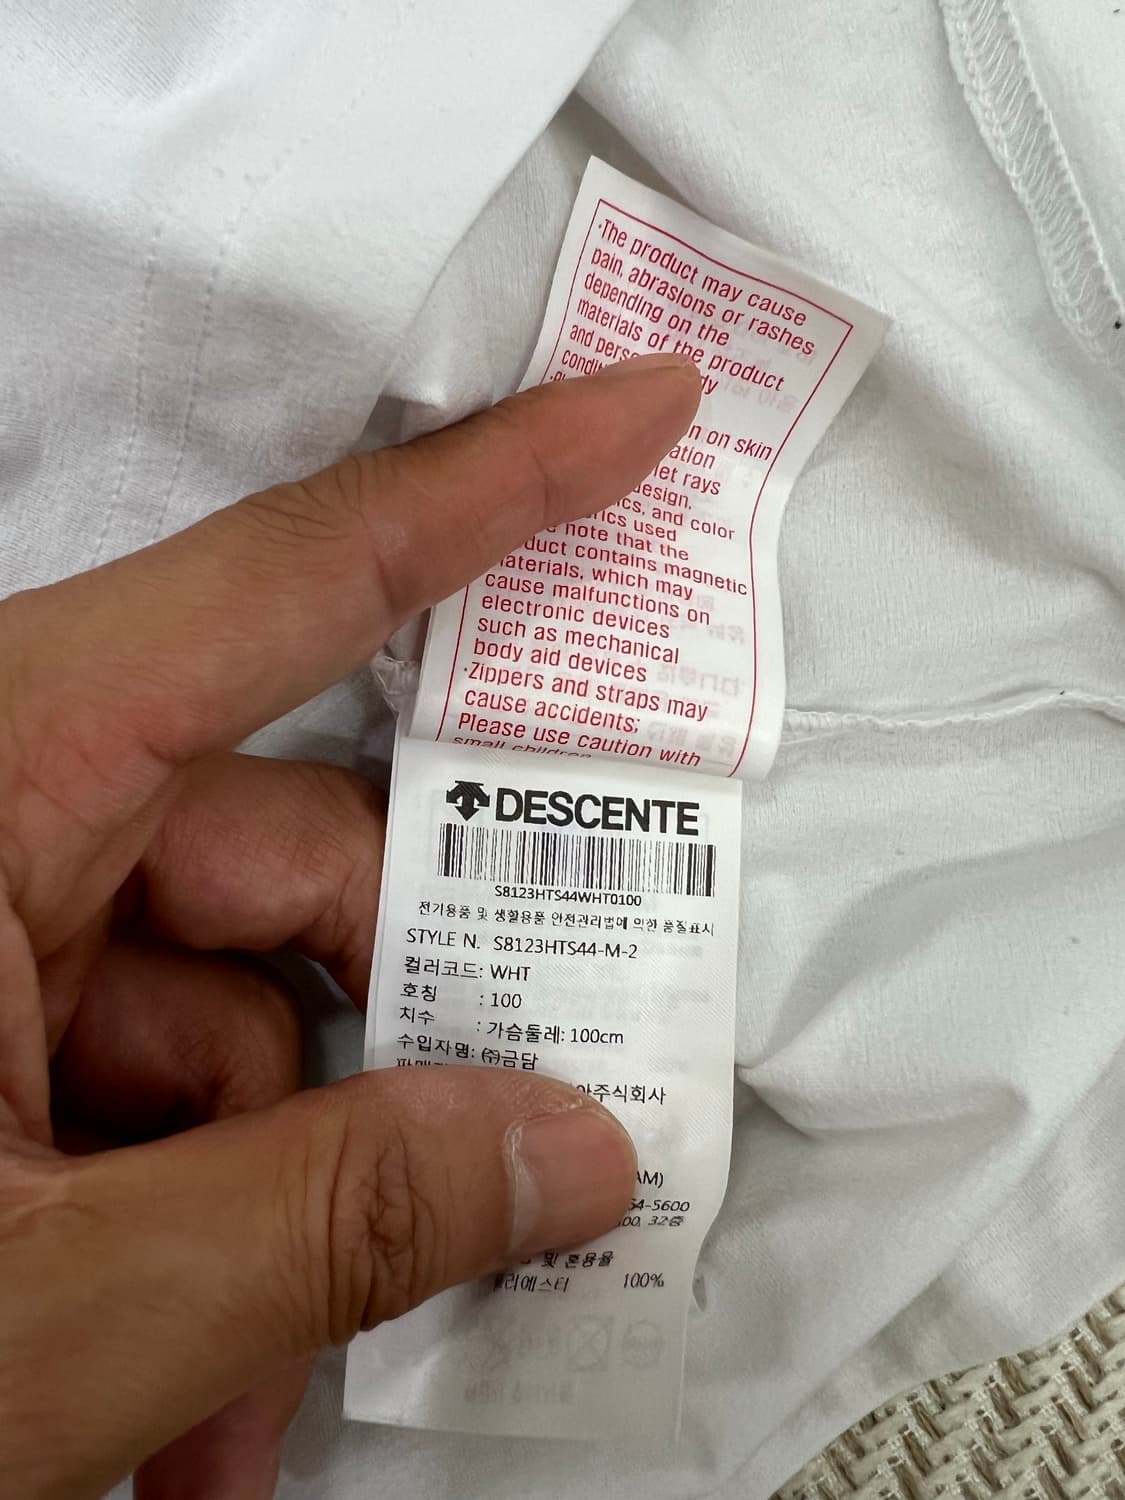 ·The product may cause
pain, abrasions or rashes
depending on the
materials of the product
and
n on skin
let rays
design,
and color
used
note that the
contains magnetic
materials, which may
cause malfunctions on
electronic devices
such as mechanical
body aid devices
·Zippers and straps may
cause accidents;
Please use caution with
small children
DESCENTE
S8123HTS44WHT0100
전기용품 및 생활용품 안전관리법에 의한 품질표시
STYLE N. S8123HTS44-M-2
컬러코드: WHT
호칭 : 100
치수 : 가슴둘레: 100cm
수입자명: ㈜금담
주식회사
AM)
54-5600
00, 32층
및 혼용율
리에스터 100%